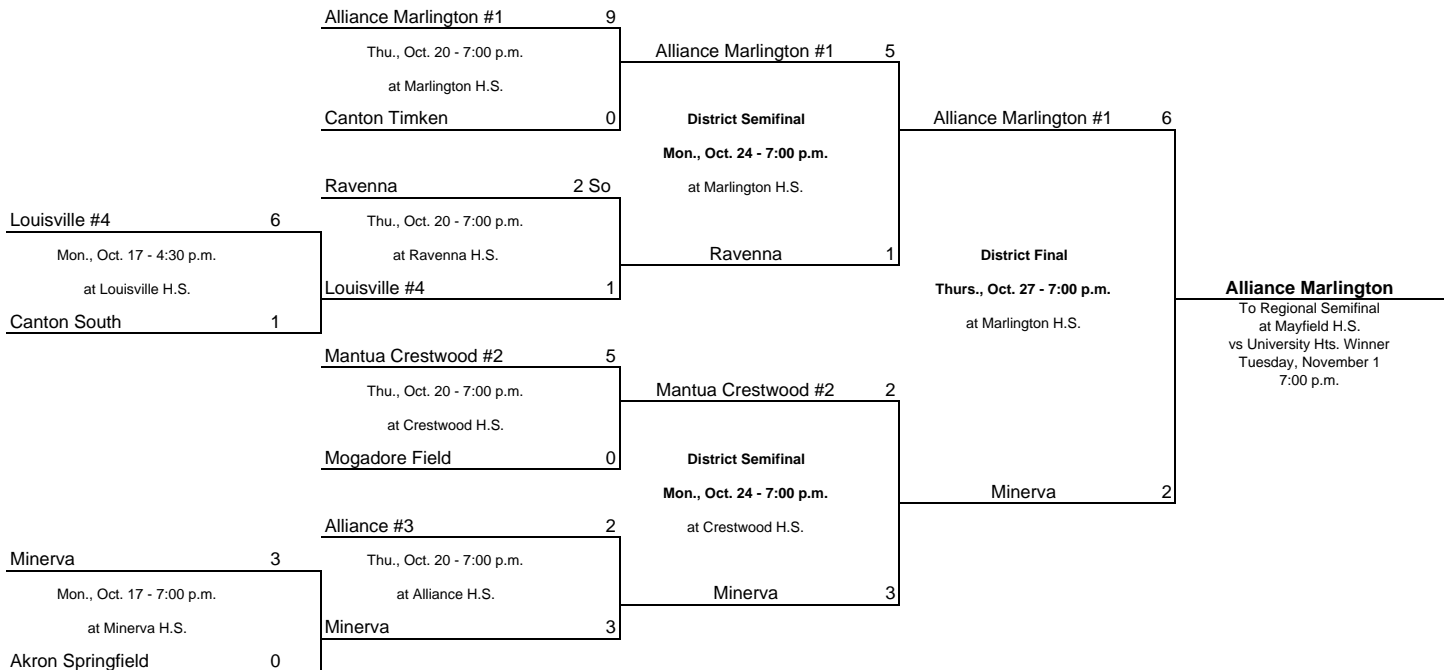 Alliance Marlington #1 9
Thu., Oct. 20 - 7:00 p.m.
at Marlington H.S.
Canton Timken 0
Ravenna 2 So
Thu., Oct. 20 - 7:00 p.m.
at Ravenna H.S.
Louisville #4 1
Louisville #4 6
Mon., Oct. 17 - 4:30 p.m.
at Louisville H.S.
Canton South 1
Mantua Crestwood #2 5
Thu., Oct. 20 - 7:00 p.m.
at Crestwood H.S.
Mogadore Field 0
Alliance #3 2
Thu., Oct. 20 - 7:00 p.m.
at Alliance H.S.
Minerva 3
Minerva 3
Mon., Oct. 17 - 7:00 p.m.
at Minerva H.S.
Akron Springfield 0
Alliance Marlington #1 5
District Semifinal
Mon., Oct. 24 - 7:00 p.m.
at Marlington H.S.
Ravenna 1
Mantua Crestwood #2 2
District Semifinal
Mon., Oct. 24 - 7:00 p.m.
at Crestwood H.S.
Minerva 3
Alliance Marlington #1 6
District Final
Thurs., Oct. 27 - 7:00 p.m.
at Marlington H.S.
Minerva 2
Alliance Marlington
To Regional Semifinal
at Mayfield H.S.
vs University Hts. Winner
Tuesday, November 1
7:00 p.m.